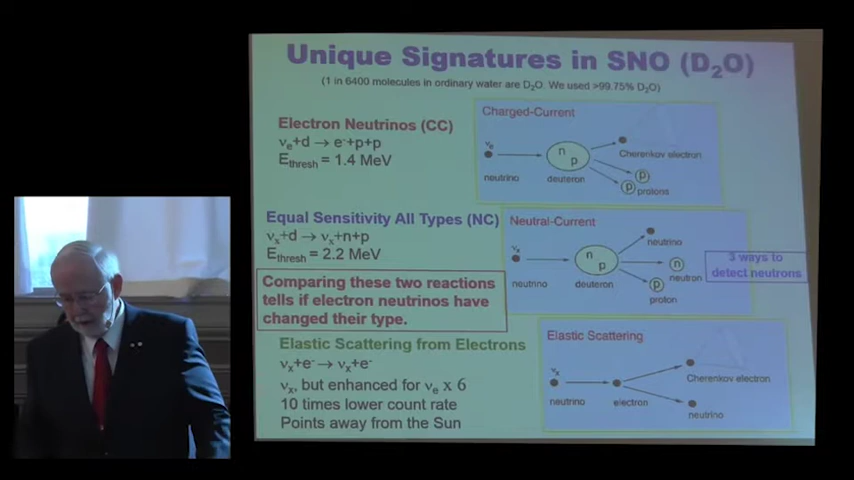 Unique Signatures in SNO (D₂O)
(1 in 6400 molecules in ordinary water are D₂O. We used >99.75% D₂O)
Electron Neutrinos (CC)
νₑ+d → e⁻+p+p
E_thresh = 1.4 MeV
Charged-Current
νₑ
neutrino
n
p
deuteron
Cherenkov electron
p
p
protons
Equal Sensitivity All Types (NC)
νₓ+d → νₓ+n+p
E_thresh = 2.2 MeV
Neutral-Current
νₓ
neutrino
n
p
deuteron
neutrino
n
neutron
p
proton
3 ways to
detect neutrons
Comparing these two reactions
tells if electron neutrinos have
changed their type.
Elastic Scattering from Electrons
νₓ+e⁻ → νₓ+e⁻
νₓ, but enhanced for νₑ x 6
10 times lower count rate
Points away from the Sun
Elastic Scattering
νₓ
neutrino
electron
Cherenkov electron
neutrino